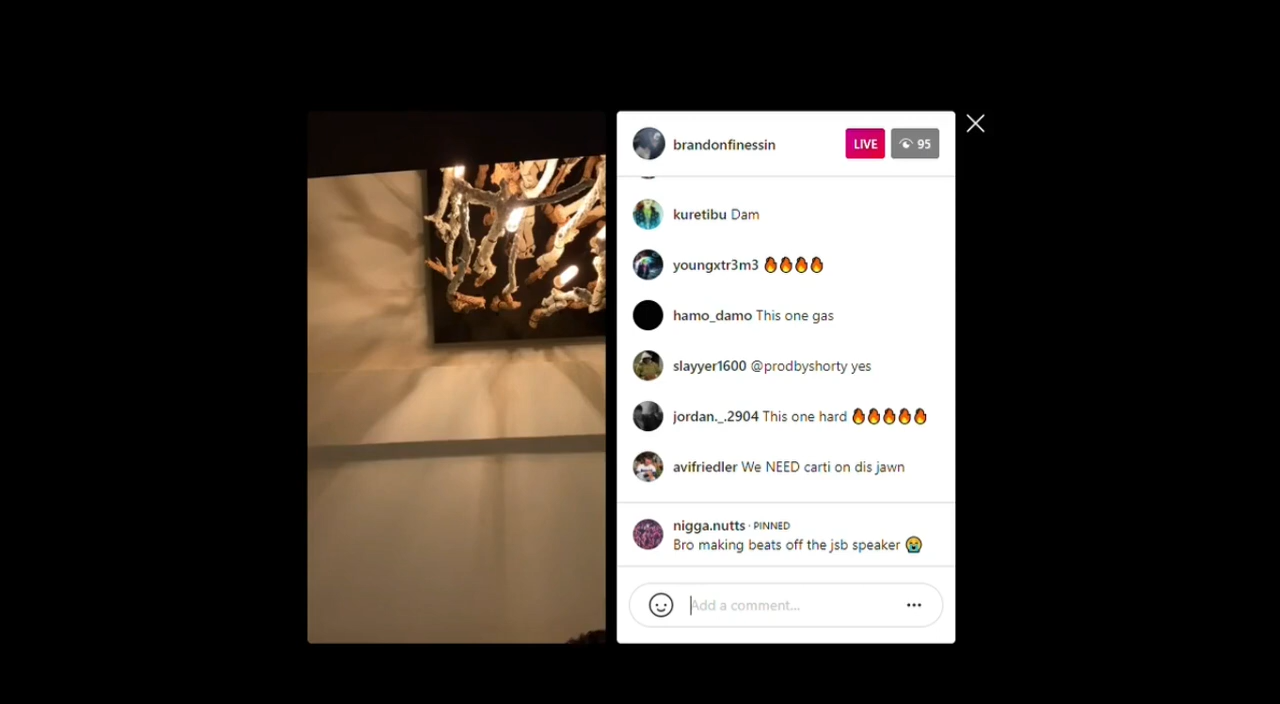 brandonfinessin LIVE 95
kuretibu Dam
youngxtr3m3 🔥🔥🔥🔥
hamo_damo This one gas
slayyer1600 @prodbyshorty yes
jordan._.2904 This one hard 🔥🔥🔥🔥🔥
avifriedler We NEED carti on dis jawn
nigga.nutts · PINNED
Bro making beats off the jsb speaker 😭
Add a comment...